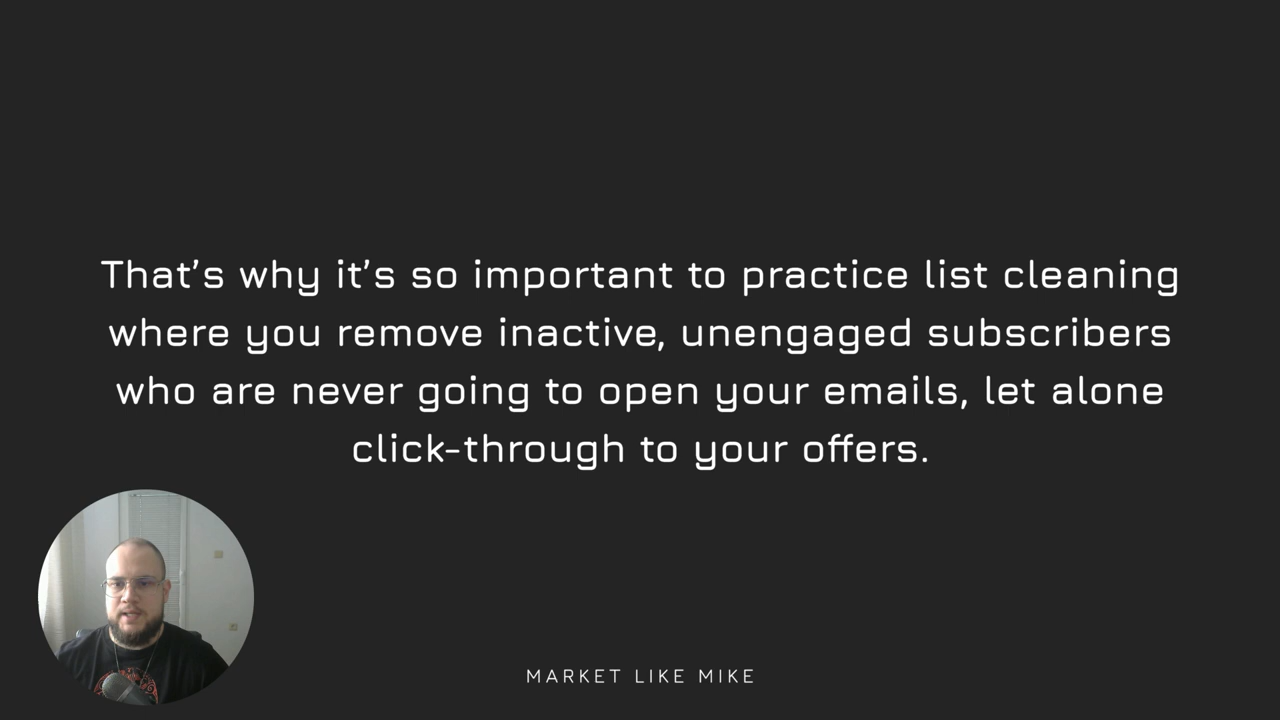 That’s why it’s so important to practice list cleaning
where you remove inactive, unengaged subscribers
who are never going to open your emails, let alone
click-through to your offers.
MARKET LIKE MIKE